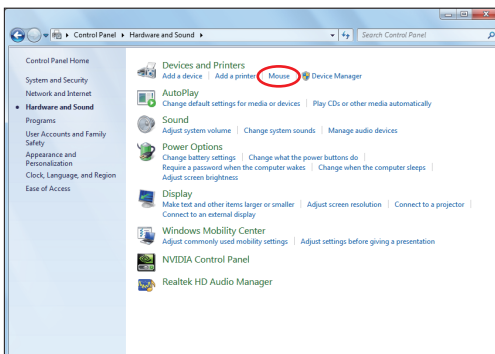 Control Panel ▸ Hardware and Sound ▸
Search Control Panel
Control Panel Home
System and Security
Network and Internet
Hardware and Sound
Programs
User Accounts and Family
Safety
Appearance and
Personalization
Clock, Language, and Region
Ease of Access
Devices and Printers
Add a device | Add a printer | Mouse | Device Manager
AutoPlay
Change default settings for media or devices | Play CDs or other media automatically
Sound
Adjust system volume | Change system sounds | Manage audio devices
Power Options
Change battery settings | Change what the power buttons do |
Require a password when the computer wakes | Change when the computer sleeps |
Adjust screen brightness
Display
Make text and other items larger or smaller | Adjust screen resolution | Connect to a projector |
Connect to an external display
Windows Mobility Center
Adjust commonly used mobility settings | Adjust settings before giving a presentation
NVIDIA Control Panel
Realtek HD Audio Manager